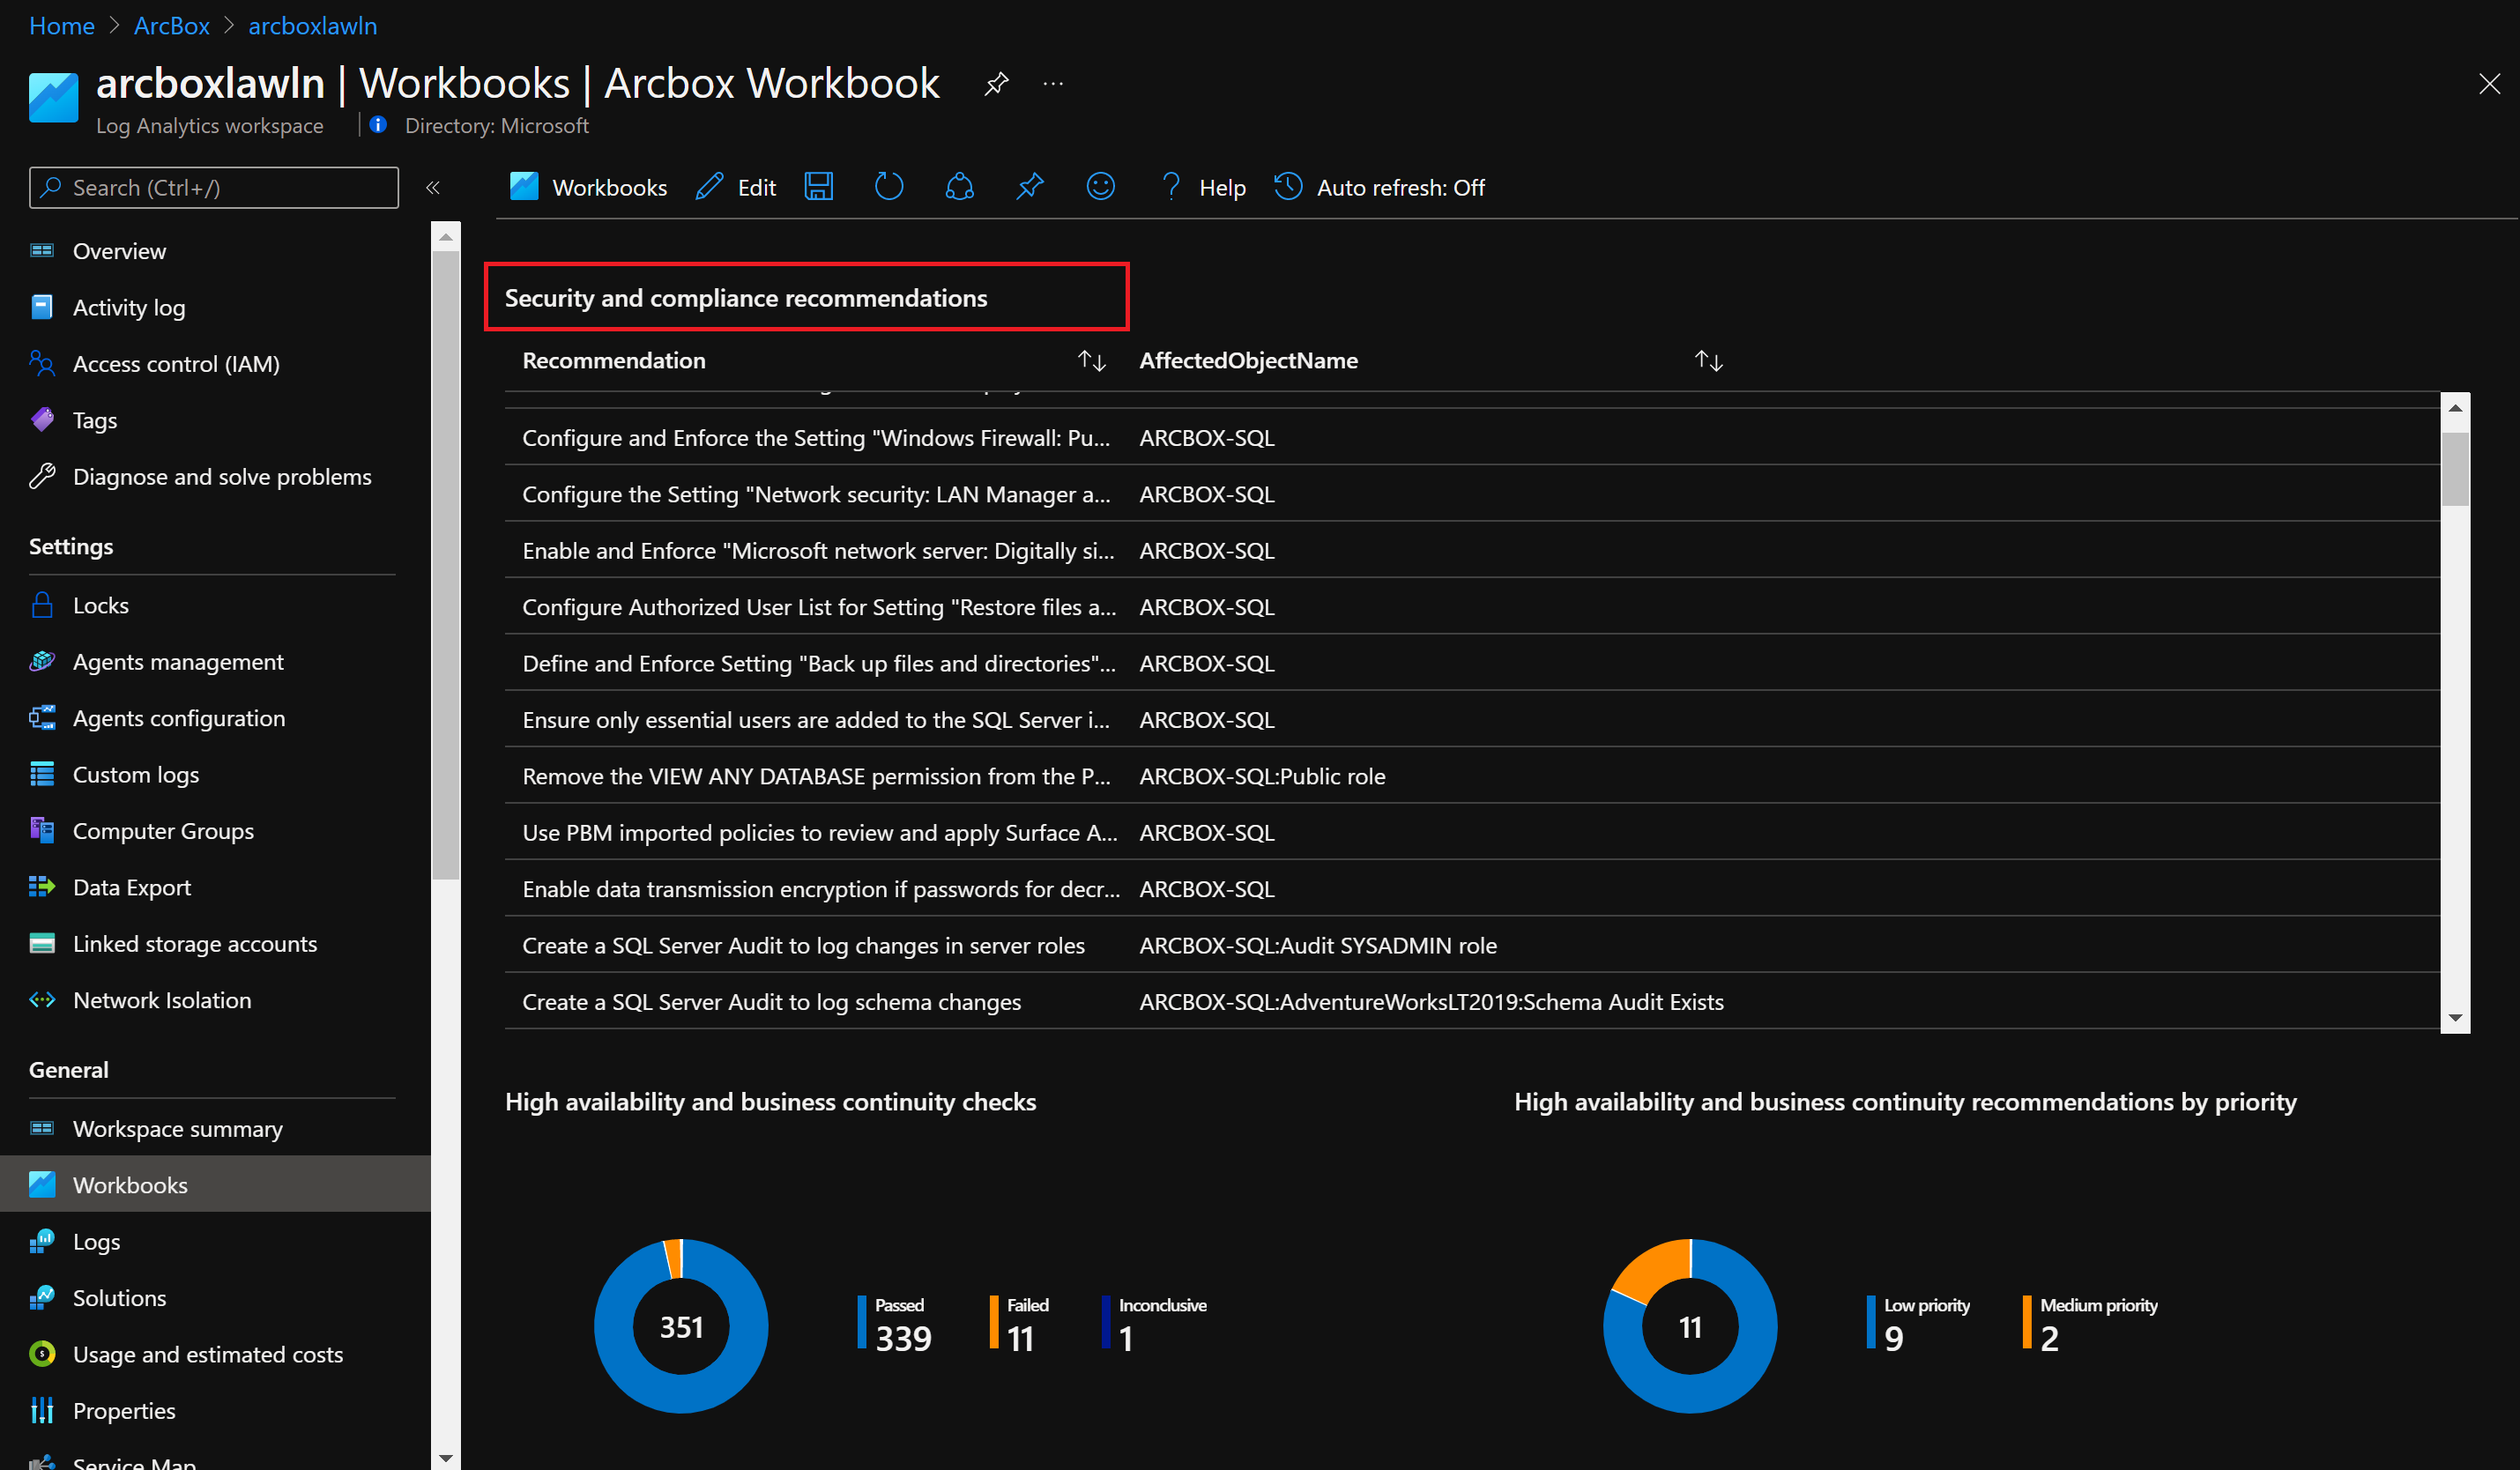 Home > ArcBox > arcboxlawln
arcboxlawln | Workbooks | Arcbox Workbook
Log Analytics workspace | Directory: Microsoft
Search (Ctrl+/)
«
Workbooks Edit Help Auto refresh: Off
Overview
Activity log
Access control (IAM)
Tags
Diagnose and solve problems
Settings
Locks
Agents management
Agents configuration
Custom logs
Computer Groups
Data Export
Linked storage accounts
Network Isolation
General
Workspace summary
Workbooks
Logs
Solutions
Usage and estimated costs
Properties
Service Map
Security and compliance recommendations
Recommendation AffectedObjectName
Configure and Enforce the Setting "Windows Firewall: Pu... ARCBOX-SQL
Configure the Setting "Network security: LAN Manager a... ARCBOX-SQL
Enable and Enforce "Microsoft network server: Digitally si... ARCBOX-SQL
Configure Authorized User List for Setting "Restore files a... ARCBOX-SQL
Define and Enforce Setting "Back up files and directories"... ARCBOX-SQL
Ensure only essential users are added to the SQL Server i... ARCBOX-SQL
Remove the VIEW ANY DATABASE permission from the P... ARCBOX-SQL:Public role
Use PBM imported policies to review and apply Surface A... ARCBOX-SQL
Enable data transmission encryption if passwords for decr... ARCBOX-SQL
Create a SQL Server Audit to log changes in server roles ARCBOX-SQL:Audit SYSADMIN role
Create a SQL Server Audit to log schema changes ARCBOX-SQL:AdventureWorksLT2019:Schema Audit Exists
High availability and business continuity checks
351
Passed Failed Inconclusive
339 11 1
High availability and business continuity recommendations by priority
11
Low priority Medium priority
9 2